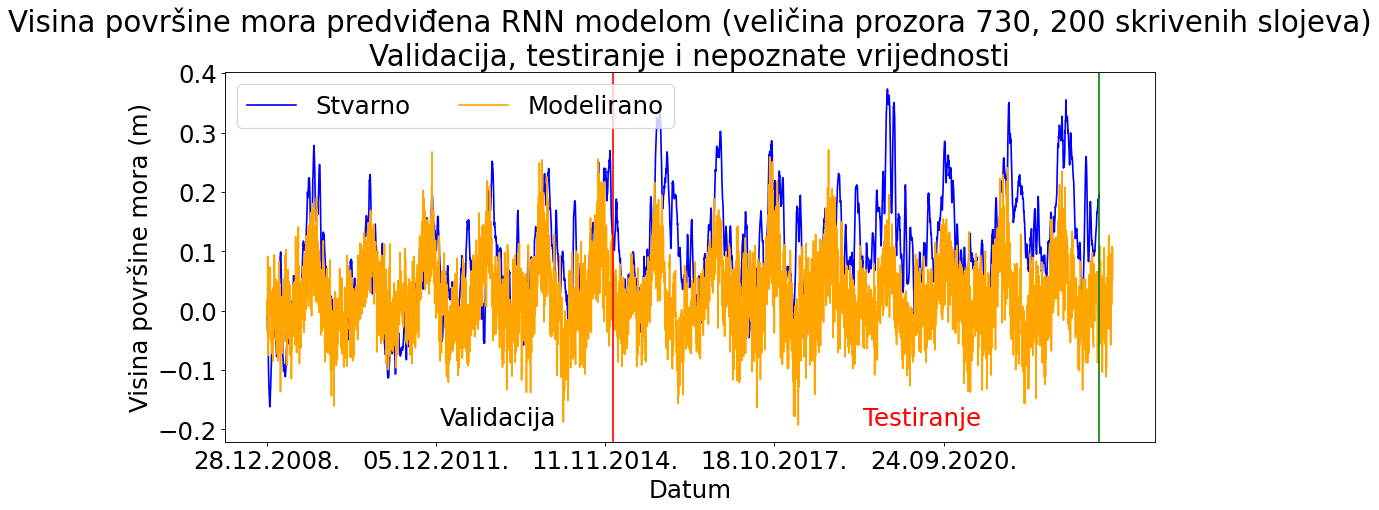 Visina površine mora predviđena RNN modelom (veličina prozora 730, 200 skrivenih slojeva)
Validacija, testiranje i nepoznate vrijednosti
Stvarno
Modelirano
Visina površine mora (m)
0.4
0.3
0.2
0.1
0.0
−0.1
−0.2
Validacija
Testiranje
28.12.2008.
05.12.2011.
11.11.2014.
18.10.2017.
24.09.2020.
Datum